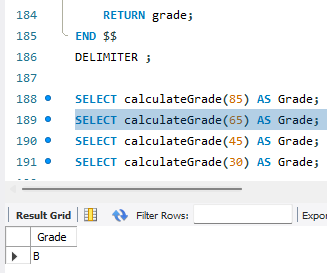 184 RETURN grade;
185 END $$
186 DELIMITER ;
187
188 SELECT calculateGrade(85) AS Grade;
189 SELECT calculateGrade(65) AS Grade;
190 SELECT calculateGrade(45) AS Grade;
191 SELECT calculateGrade(30) AS Grade;
Result Grid Filter Rows: Expor
Grade
B